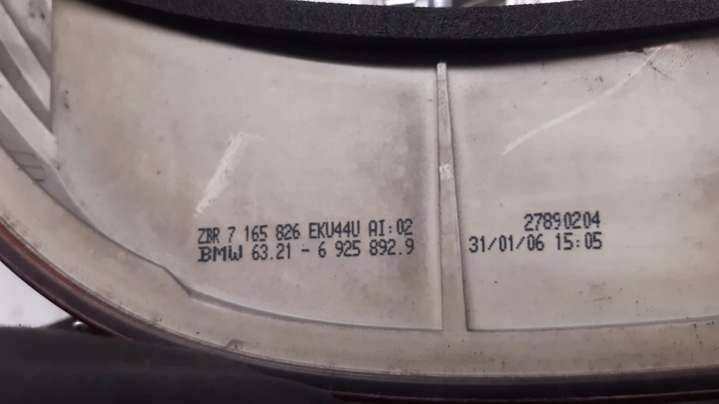 ZBR 7 165 826 EKU44U AI:02
BMW 63.21 - 6 925 892.9
27890204
31/01/06 15:05